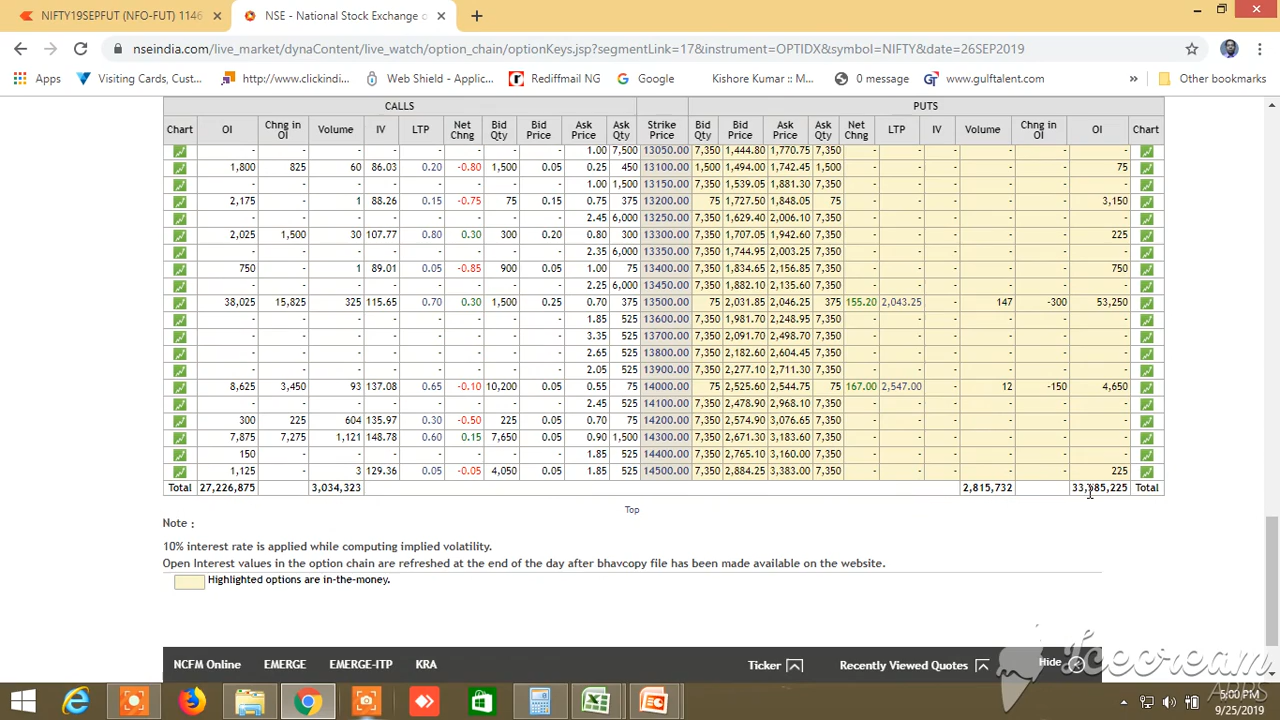 NIFTY19SEPFUT (NFO-FUT) 1146
NSE - National Stock Exchange o
nseindia.com/live_market/dynaContent/live_watch/option_chain/optionKeys.jsp?segmentLink=17&instrument=OPTIDX&symbol=NIFTY&date=26SEP2019
Apps Visiting Cards, Cust... http://www.clickindi... Web Shield - Applic... Rediffmail NG Google Kishore Kumar :: M... 0 message www.gulftalent.com » Other bookmarks
CALLS PUTS
Chart OI Chng in OI Volume IV LTP Net Chng Bid Qty Bid Price Ask Price Ask Qty Strike Price Bid Qty Bid Price Ask Price Ask Qty Net Chng LTP IV Volume Chng in OI OI Chart
- - - - - - - - 1.00 7,500 13050.00 7,350 1,444.80 1,770.75 7,350 - - - - - -
1,800 825 60 86.03 0.20 -0.80 1,500 0.05 0.25 450 13100.00 1,500 1,494.00 1,742.45 1,500 - - - - - 75
- - - - - - - - 1.00 1,500 13150.00 7,350 1,539.05 1,881.30 7,350 - - - - - -
2,175 - 1 88.26 0.15 -0.75 75 0.15 0.75 375 13200.00 75 1,727.50 1,848.05 75 - - - - - 3,150
- - - - - - - - 2.45 6,000 13250.00 7,350 1,629.40 2,006.10 7,350 - - - - - -
2,025 1,500 30 107.77 0.80 0.30 300 0.20 0.80 300 13300.00 7,350 1,707.05 1,942.60 7,350 - - - - - 225
- - - - - - - - 2.35 6,000 13350.00 7,350 1,744.95 2,003.25 7,350 - - - - - -
750 - 1 89.01 0.05 -0.85 900 0.05 1.00 75 13400.00 7,350 1,834.65 2,156.85 7,350 - - - - - 750
- - - - - - - - 2.25 6,000 13450.00 7,350 1,882.10 2,135.60 7,350 - - - - - -
38,025 15,825 325 115.65 0.70 0.30 1,500 0.25 0.70 375 13500.00 75 2,031.85 2,046.25 375 155.20 2,043.25 - 147 -300 53,250
- - - - - - - - 1.85 525 13600.00 7,350 1,981.70 2,248.95 7,350 - - - - - -
- - - - - - - - 3.35 525 13700.00 7,350 2,091.70 2,498.70 7,350 - - - - - -
- - - - - - - - 2.65 525 13800.00 7,350 2,182.60 2,604.45 7,350 - - - - - -
- - - - - - - - 2.05 525 13900.00 7,350 2,277.10 2,711.30 7,350 - - - - - -
8,625 3,450 93 137.08 0.65 -0.10 10,200 0.05 0.55 75 14000.00 75 2,525.60 2,544.75 75 167.00 2,547.00 - 12 -150 4,650
- - - - - - - - 2.45 525 14100.00 7,350 2,478.90 2,968.10 7,350 - - - - - -
300 225 604 135.97 0.30 -0.50 225 0.05 0.70 75 14200.00 7,350 2,574.90 3,076.65 7,350 - - - - - -
7,875 7,275 1,121 148.78 0.60 0.15 7,650 0.05 0.90 1,500 14300.00 7,350 2,671.30 3,183.60 7,350 - - - - - -
150 - - - - - - - 1.85 525 14400.00 7,350 2,765.10 3,160.00 7,350 - - - - - -
1,125 - 3 129.36 0.05 -0.05 4,050 0.05 1.85 525 14500.00 7,350 2,884.25 3,383.00 7,350 - - - - - 225
Total 27,226,875 3,034,323 2,815,732 Total
Top
Note :
10% interest rate is applied while computing implied volatility.
Open Interest values in the option chain are refreshed at the end of the day after bhavcopy file has been made available on the website.
Highlighted options are in-the-money.
NCFM Online EMERGE EMERGE-ITP KRA Ticker Recently Viewed Quotes Hide
Icecream
APPS
5:00 PM
9/25/2019